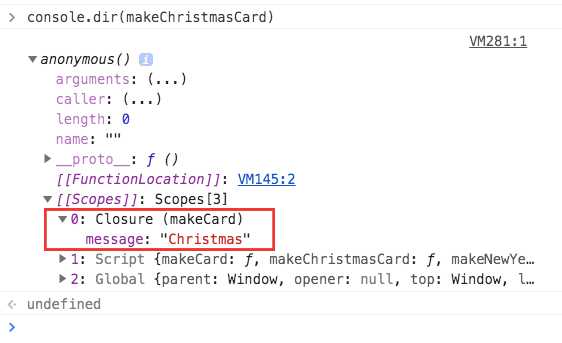 console.dir(makeChristmasCard)
VM281:1
anonymous() i
arguments: (...)
caller: (...)
length: 0
name: ""
__proto__: ƒ ()
[[FunctionLocation]]: VM145:2
[[Scopes]]: Scopes[3]
0: Closure (makeCard)
message: "Christmas"
1: Script {makeCard: ƒ, makeChristmasCard: ƒ, makeNewYe…
2: Global {parent: Window, opener: null, top: Window, l…
undefined